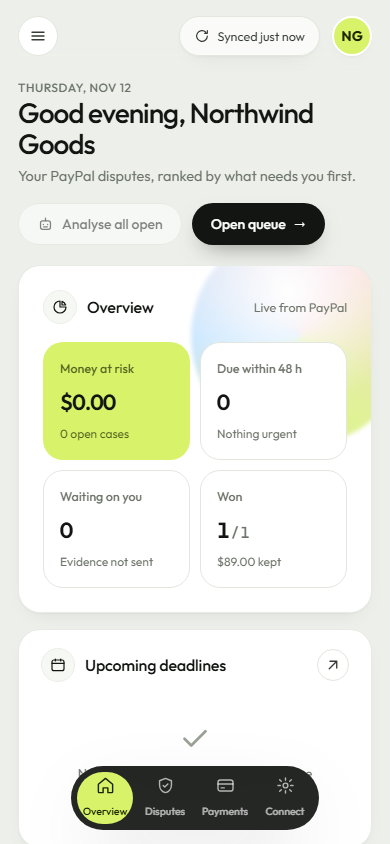 Synced just now
NG
THURSDAY, NOV 12
Good evening, Northwind
Goods
Your PayPal disputes, ranked by what needs you first.
Analyse all open
Open queue →
Overview
Live from PayPal
Money at risk
$0.00
0 open cases
Due within 48 h
0
Nothing urgent
Waiting on you
0
Evidence not sent
Won
1/1
$89.00 kept
Upcoming deadlines
Overview
Disputes
Payments
Connect